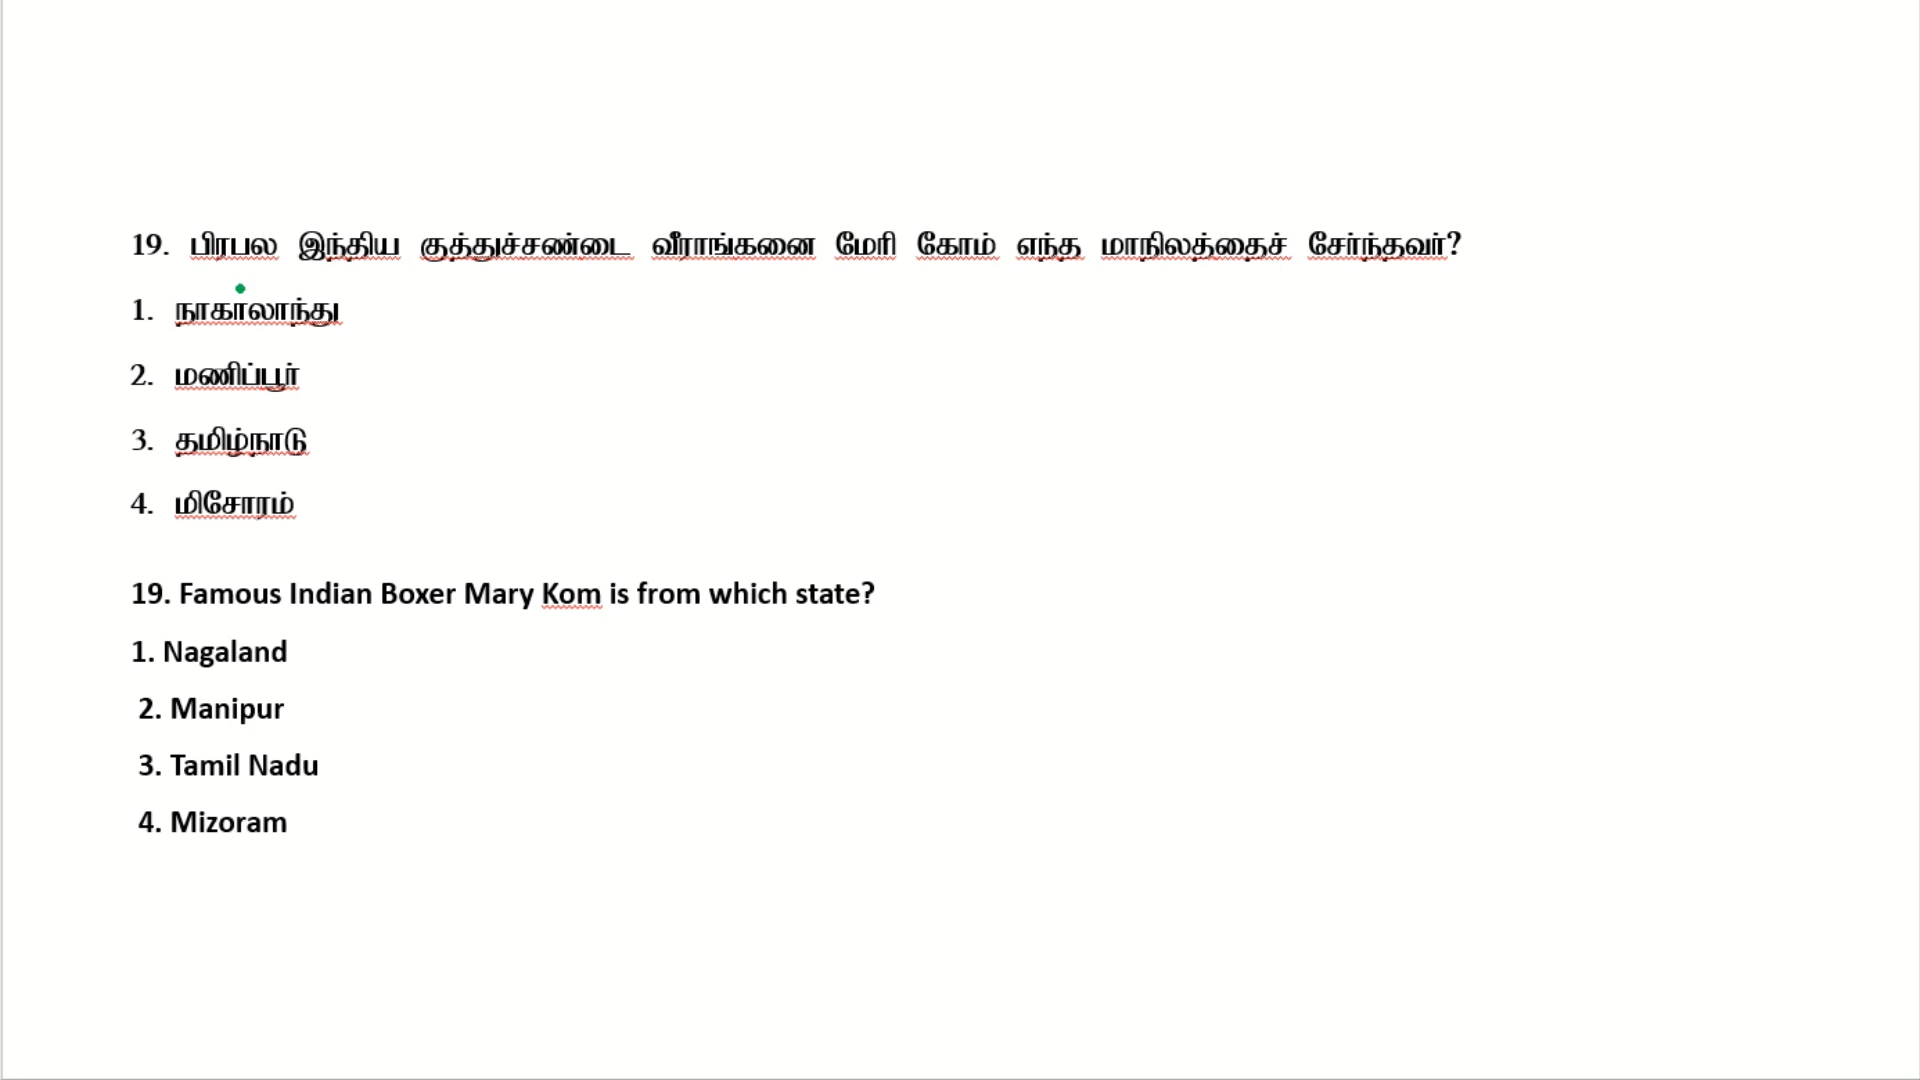 19. பிரபல இந்திய குத்துச்சண்டை வீராங்கனை மேரி கோம் எந்த மாநிலத்தைச் சேர்ந்தவர்?
1. நாகாலாந்து
2. மணிப்பூர்
3. தமிழ்நாடு
4. மிசோரம்
19. Famous Indian Boxer Mary Kom is from which state?
1. Nagaland
2. Manipur
3. Tamil Nadu
4. Mizoram